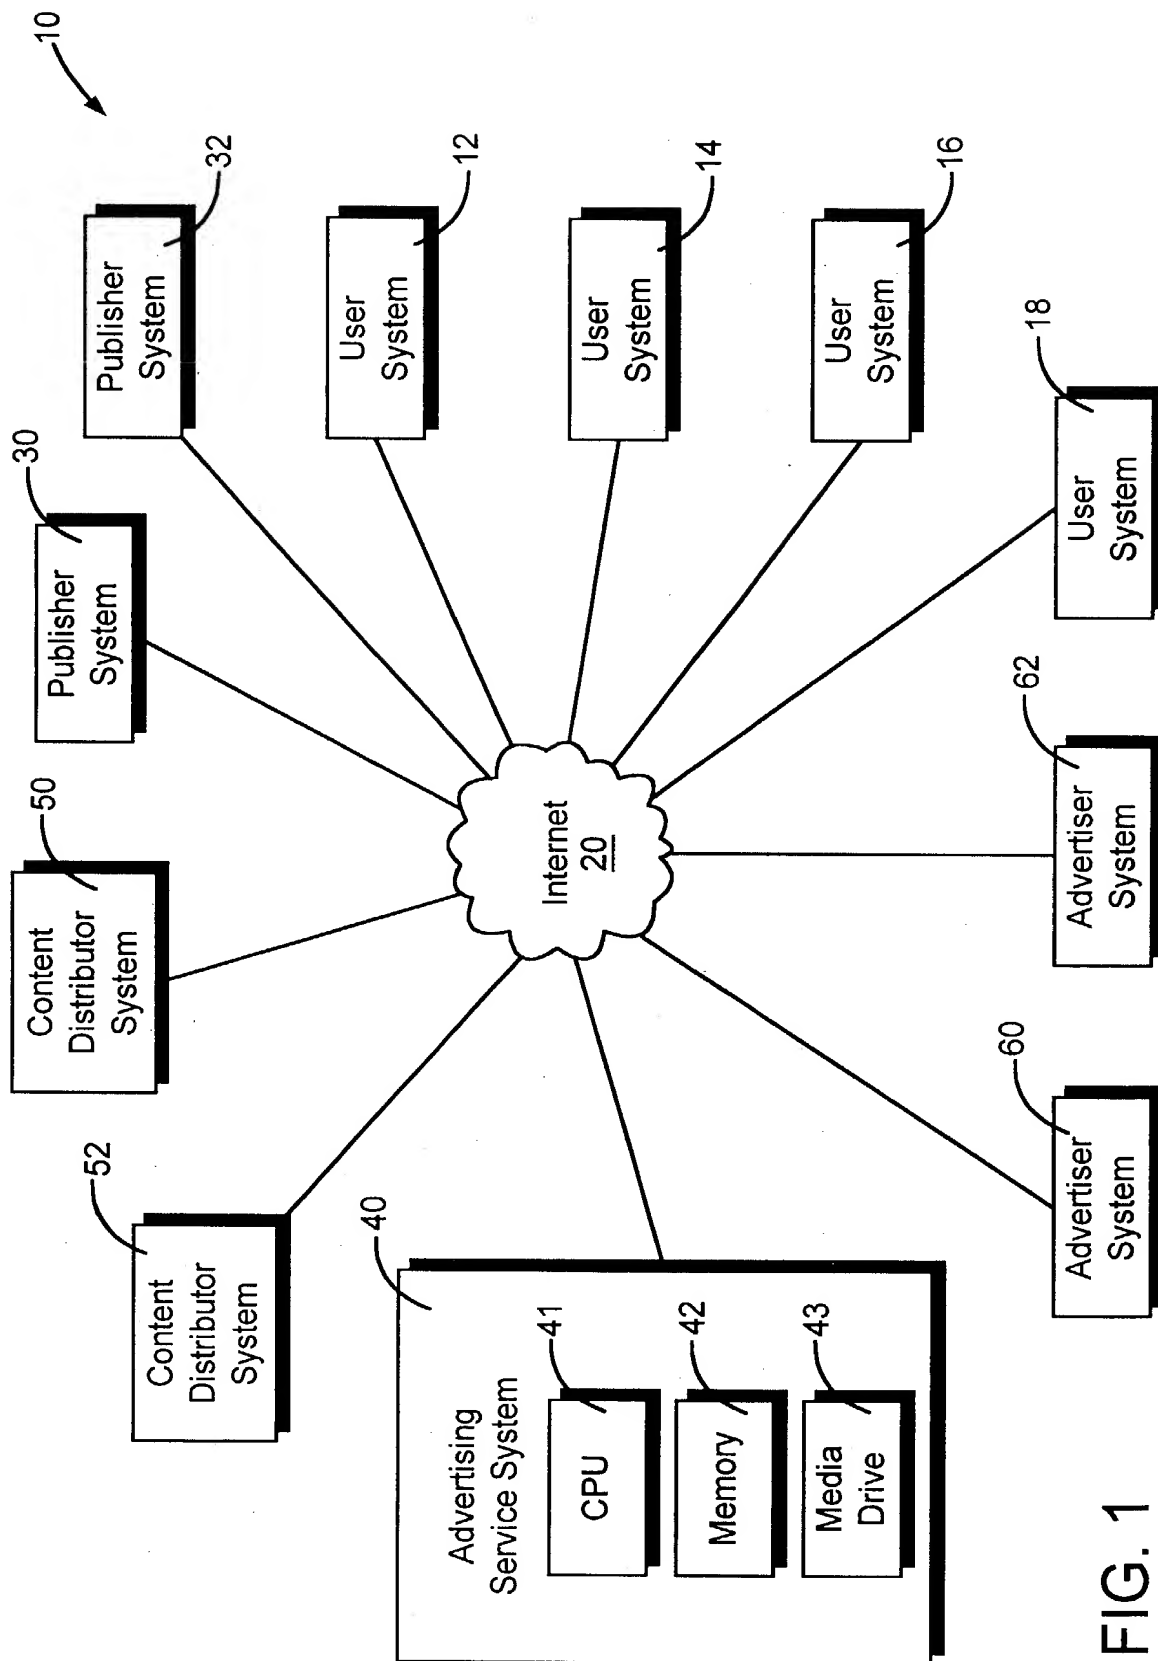 10
Content
Distributor
System
52
Content
Distributor
System
50
Publisher
System
30
Publisher
System
32
User
System
12
User
System
14
User
System
16
User
System
18
Internet
20
Advertising
Service System
40
CPU
41
Memory
42
Media
Drive
43
Advertiser
System
60
Advertiser
System
62
FIG. 1